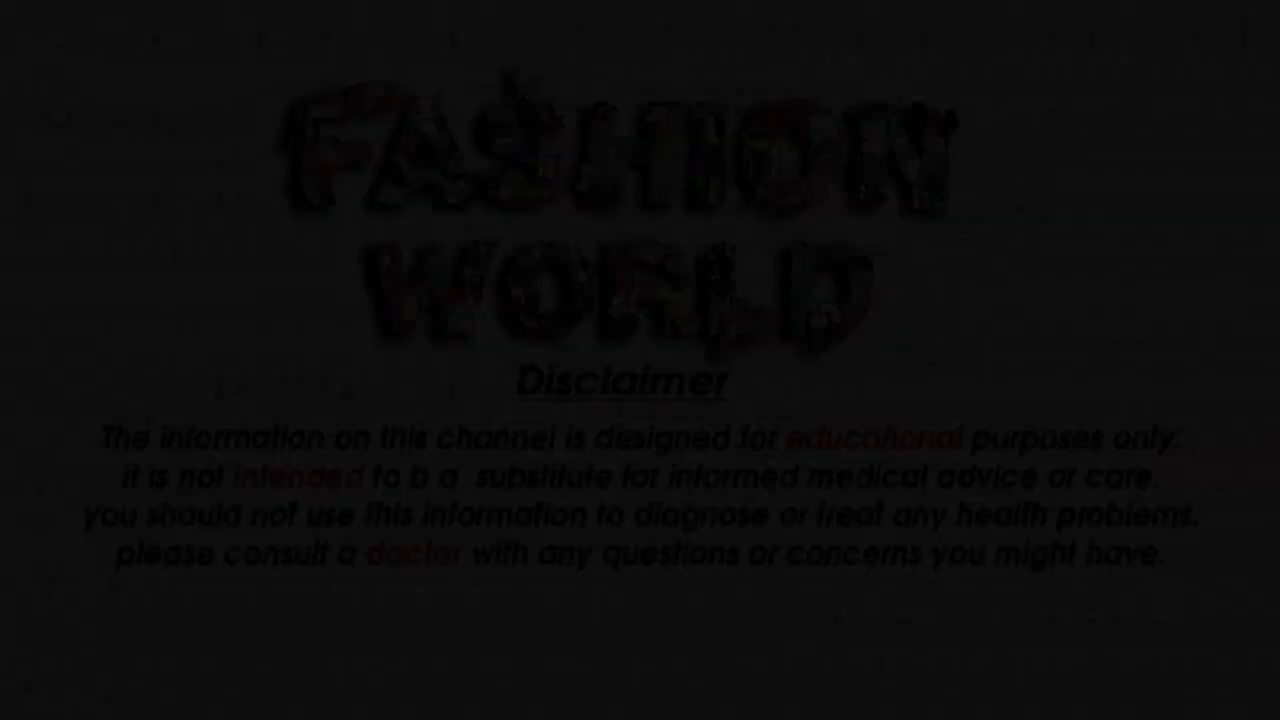 FASHION
WORLD
Disclaimer
The information on this channel is designed for educational purposes only.
it is not intended to b a substitute for informed medical advice or care.
you should not use this information to diagnose or treat any health problems.
please consult a doctor with any questions or concerns you might have.